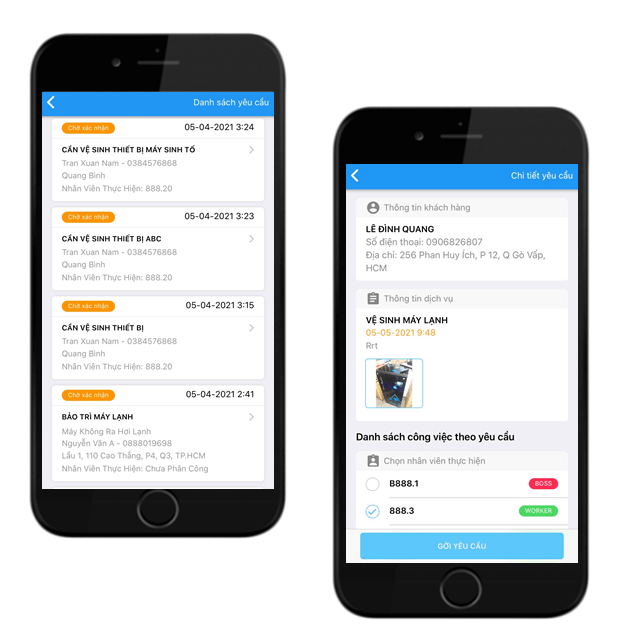 Danh sách yêu cầu
Chờ xác nhận
05-04-2021 3:24
CẦN VỆ SINH THIẾT BỊ MÁY SINH TỐ
Tran Xuan Nam - 0384576868
Quang Binh
Nhân Viên Thực Hiện: 888.20
Chờ xác nhận
05-04-2021 3:23
CẦN VỆ SINH THIẾT BỊ ABC
Tran Xuan Nam - 0384576868
Quang Binh
Nhân Viên Thực Hiện: 888.20
Chờ xác nhận
05-04-2021 3:15
CẦN VỆ SINH THIẾT BỊ
Tran Xuan Nam - 0384576868
Quang Binh
Nhân Viên Thực Hiện: 888.20
Chờ xác nhận
05-04-2021 2:41
BẢO TRÌ MÁY LẠNH
Máy Không Ra Hơi Lạnh
Nguyễn Văn A - 0888019698
Lầu 1, 110 Cao Thắng, P4, Q3, TP.HCM
Nhân Viên Thực Hiện: Chưa Phân Công
Chi tiết yêu cầu
Thông tin khách hàng
LÊ ĐÌNH QUANG
Số điện thoại: 0906826807
Địa chỉ: 256 Phan Huy Ích, P 12, Q Gò Vấp,
HCM
Thông tin dịch vụ
VỆ SINH MÁY LẠNH
05-05-2021 9:48
Rrt
Danh sách công việc theo yêu cầu
Chọn nhân viên thực hiện
B888.1
BOSS
888.3
WORKER
GỞI YÊU CẦU